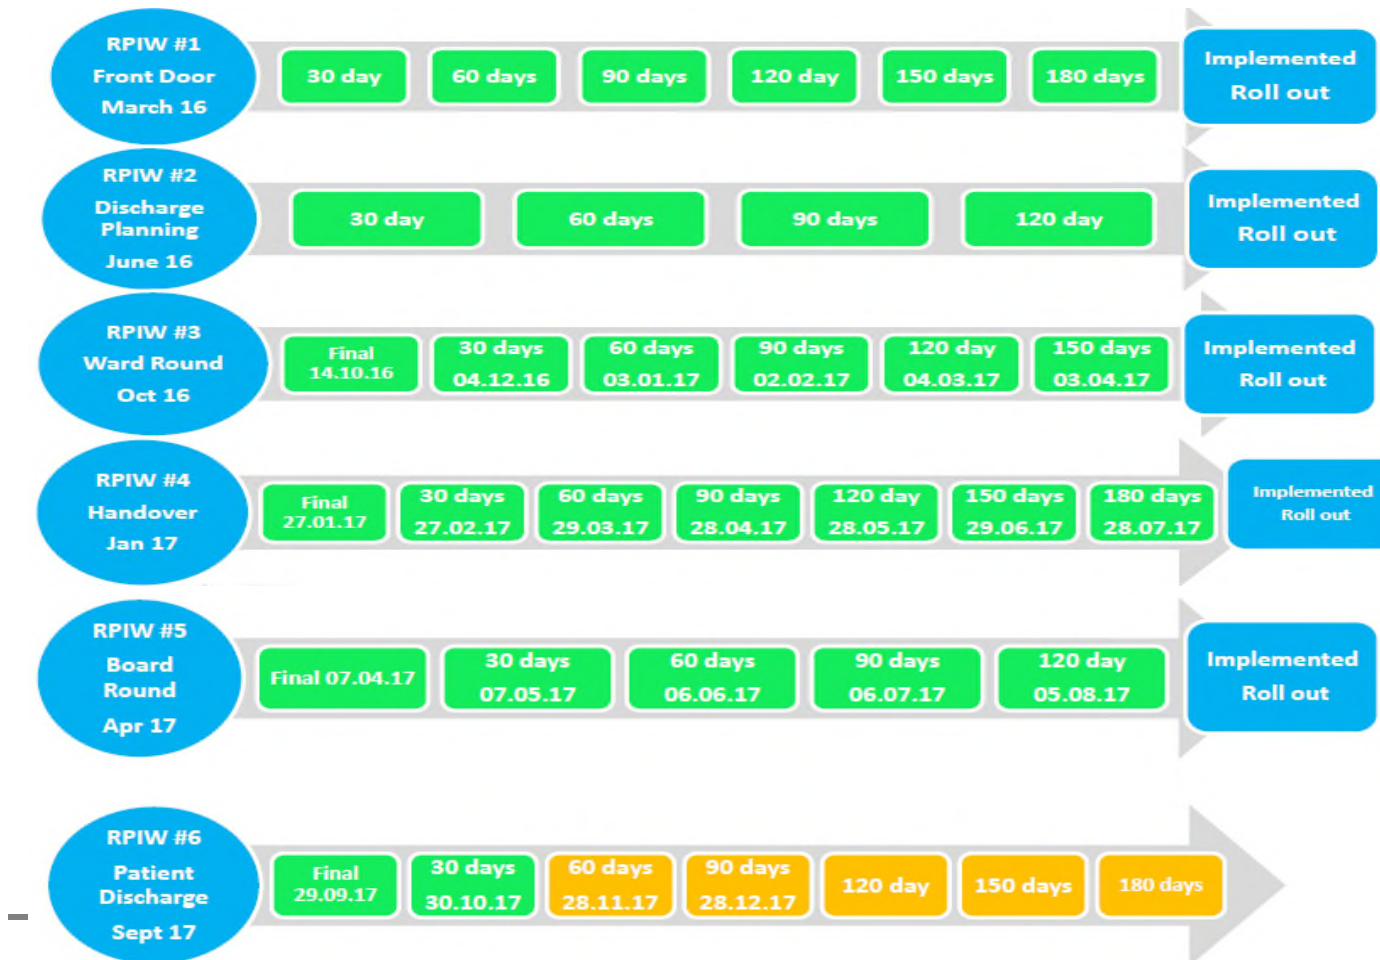 RPIW #1
Front Door
March 16
30 day
60 days
90 days
120 day
150 days
180 days
Implemented
Roll out
RPIW #2
Discharge
Planning
June 16
30 day
60 days
90 days
120 day
Implemented
Roll out
RPIW #3
Ward Round
Oct 16
Final
14.10.16
30 days
04.12.16
60 days
03.01.17
90 days
02.02.17
120 day
04.03.17
150 days
03.04.17
Implemented
Roll out
RPIW #4
Handover
Jan 17
Final
27.01.17
30 days
27.02.17
60 days
29.03.17
90 days
28.04.17
120 day
28.05.17
150 days
29.06.17
180 days
28.07.17
Implemented
Roll out
RPIW #5
Board
Round
Apr 17
Final 07.04.17
30 days
07.05.17
60 days
06.06.17
90 days
06.07.17
120 day
05.08.17
Implemented
Roll out
RPIW #6
Patient
Discharge
Sept 17
Final
29.09.17
30 days
30.10.17
60 days
28.11.17
90 days
28.12.17
120 day
150 days
180 days